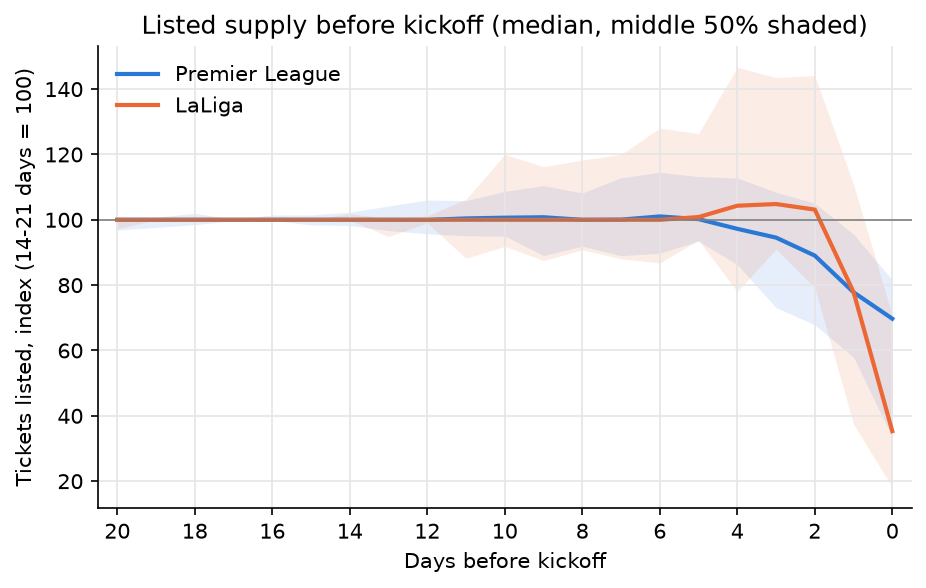 Listed supply before kickoff (median, middle 50% shaded)
Premier League
LaLiga
Tickets listed, index (14-21 days = 100)
140
120
100
80
60
40
20
20 18 16 14 12 10 8 6 4 2 0
Days before kickoff